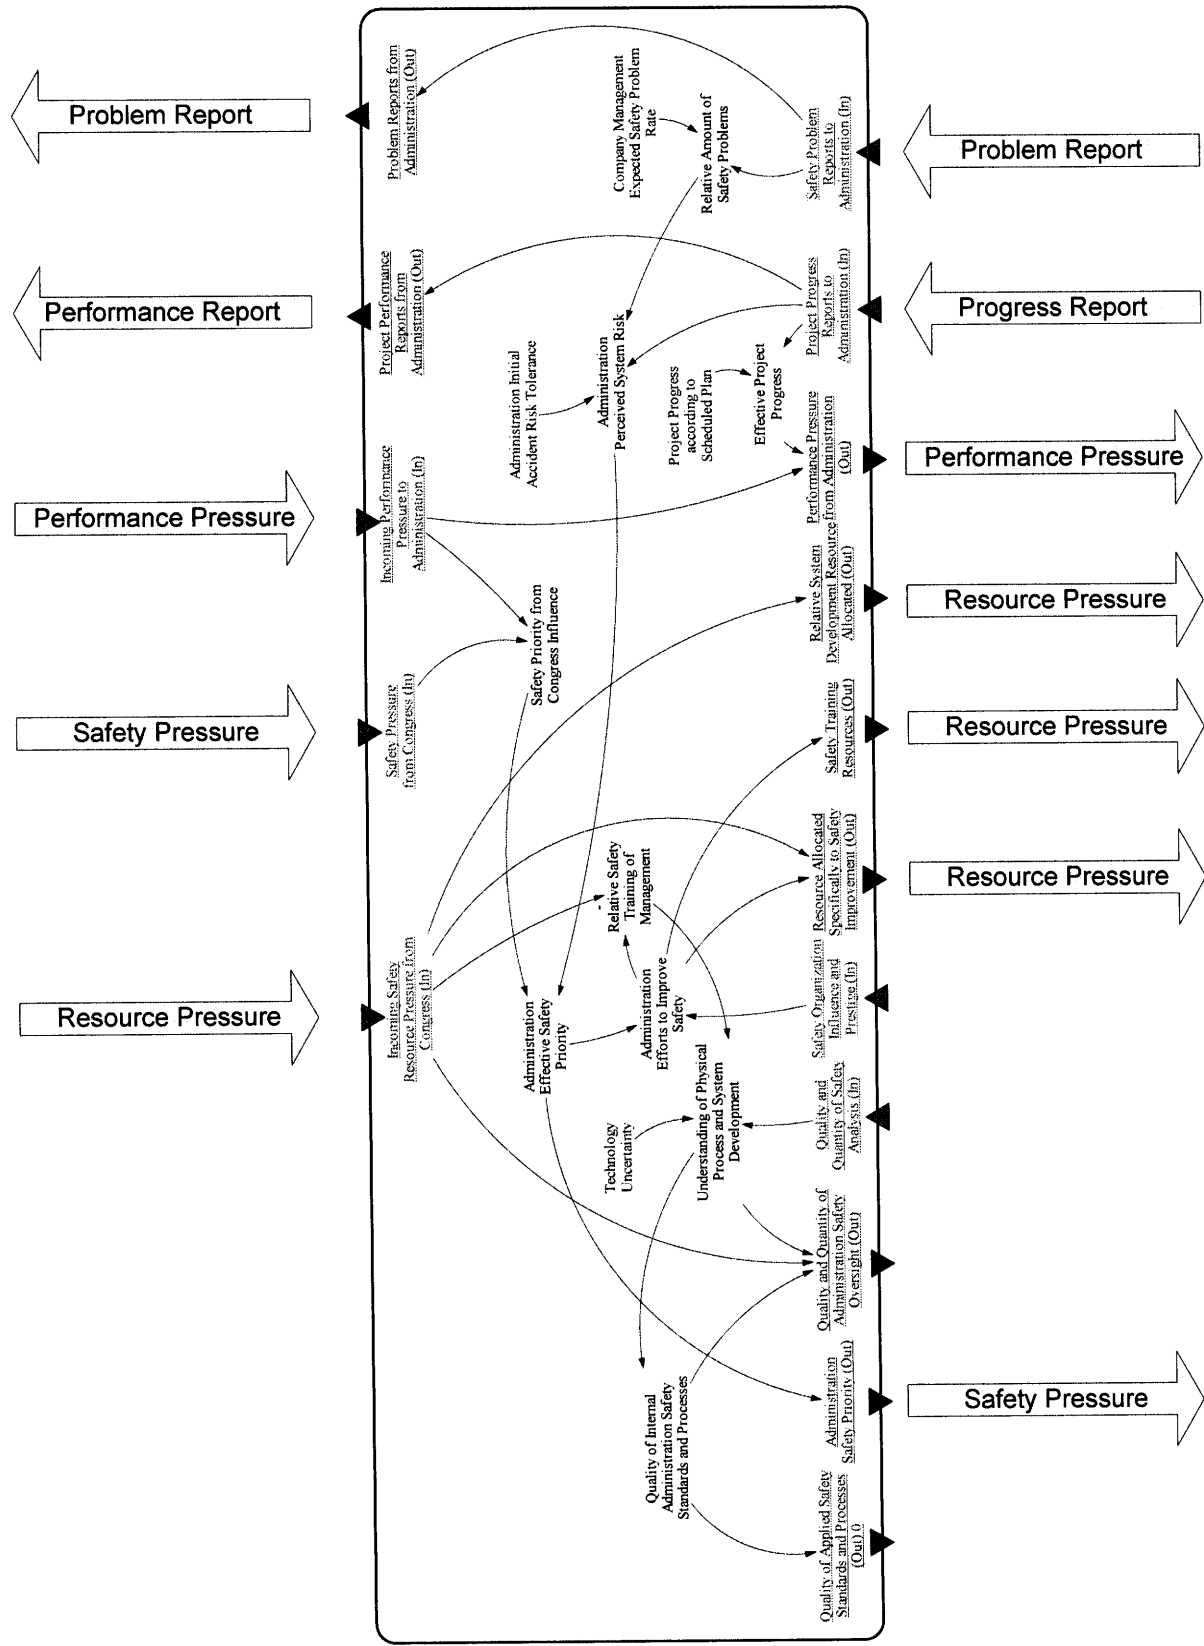 Problem Report
Performance Report
Performance Pressure
Safety Pressure
Resource Pressure
Problem Reports from
Administration (Out)
Project Performance
Reports from
Administration (Out)
Incoming Performance
Pressure to
Administration (In)
Safety Pressure
from Congress (In)
Incoming Safety
Resource Pressure from
Congress (In)
Company Management
Expected Safety Problem
Rate
Relative Amount of
Safety Problems
Administration Initial
Accident Risk Tolerance
Administration
Perceived System Risk
Project Progress
according to
Scheduled Plan
Effective Project
Progress
Safety Priority from
Congress Influence
Relative Safety
Training of
Management
Administration
Effective Safety
Priority
Administration
Efforts to Improve
Safety
Technology
Uncertainty
Understanding of Physical
Process and System
Development
Quality of Internal
Administration Safety
Standards and Processes
Safety Problem
Reports to
Administration (In)
Project Progress
Reports to
Administration (In)
Performance Pressure
from Administration
(Out)
Relative System
Development Resource
Allocated (Out)
Safety Training
Resources (Out)
Resource Allocated
Specifically to Safety
Improvement (Out)
Safety Organization
Influence and
Prestige (In)
Quality and
Quantity of Safety
Analysis (In)
Quality and Quantity of
Administration Safety
Oversight (Out)
Administration
Safety Priority (Out)
Quality of Applied Safety
Standards and Processes
(Out) 0
Problem Report
Progress Report
Performance Pressure
Resource Pressure
Resource Pressure
Resource Pressure
Safety Pressure